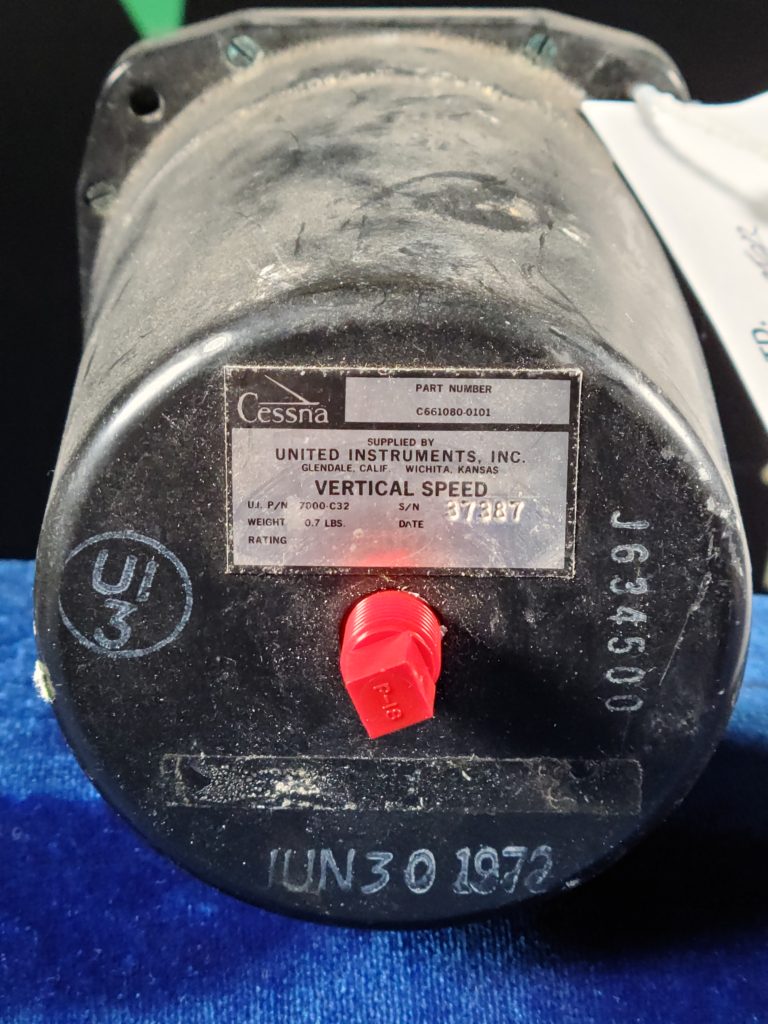 Cessna
PART NUMBER
C661080-0101
SUPPLIED BY
UNITED INSTRUMENTS, INC.
GLENDALE, CALIF. WICHITA, KANSAS
VERTICAL SPEED
U.I. P/N 7000-C32 S/N 37387
WEIGHT 0.7 LBS. DATE
RATING
UI
3
J634500
P-18
JUN 30 1972